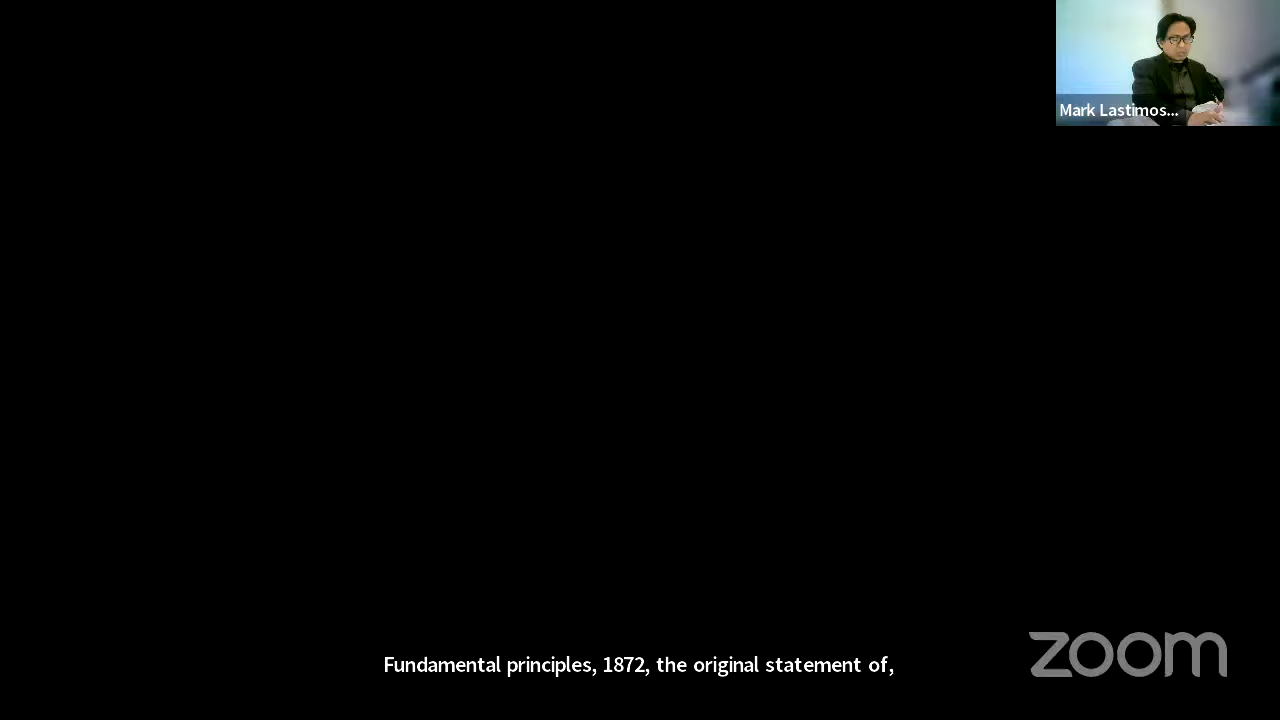 Mark Lastimos...
Fundamental principles, 1872, the original statement of,
zoom